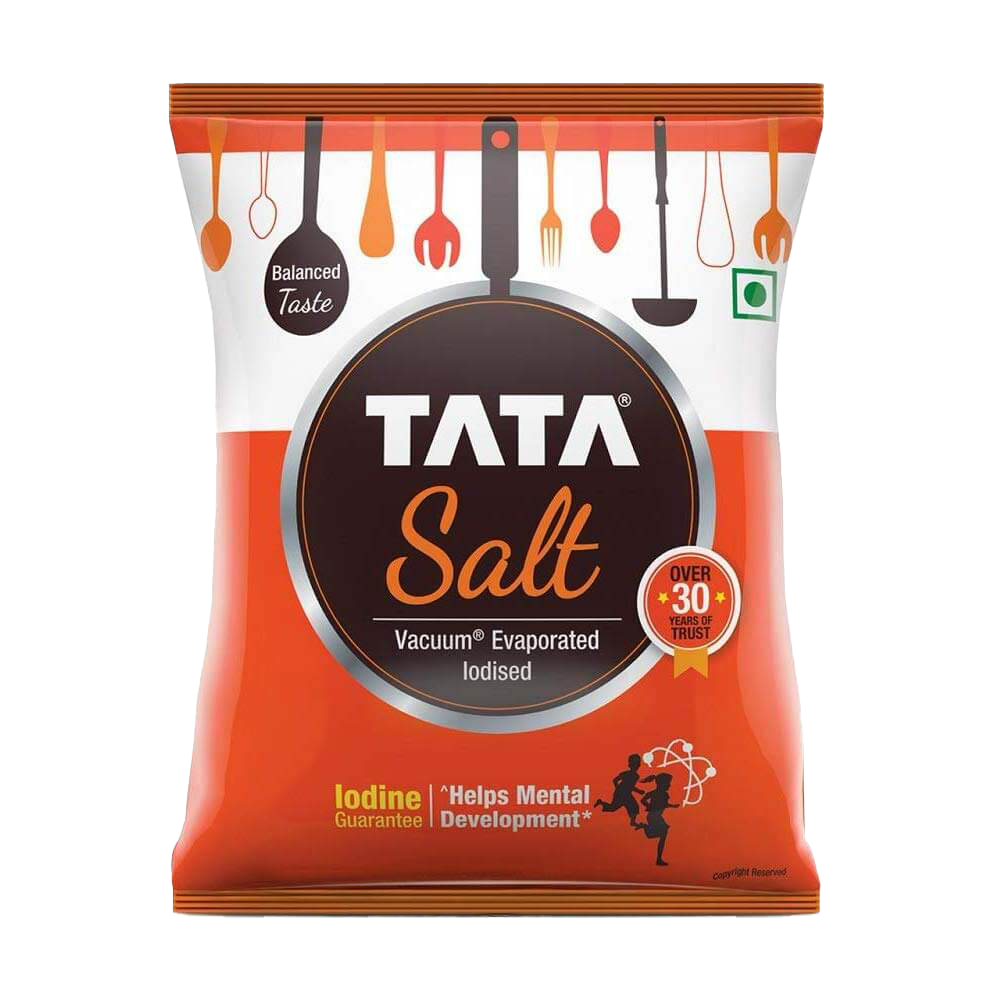 Balanced
Taste
TATA®
Salt
Vacuum® Evaporated
Iodised
OVER
30
YEARS OF
TRUST
Iodine
Guarantee
^Helps Mental
Development*
Copyright Reserved